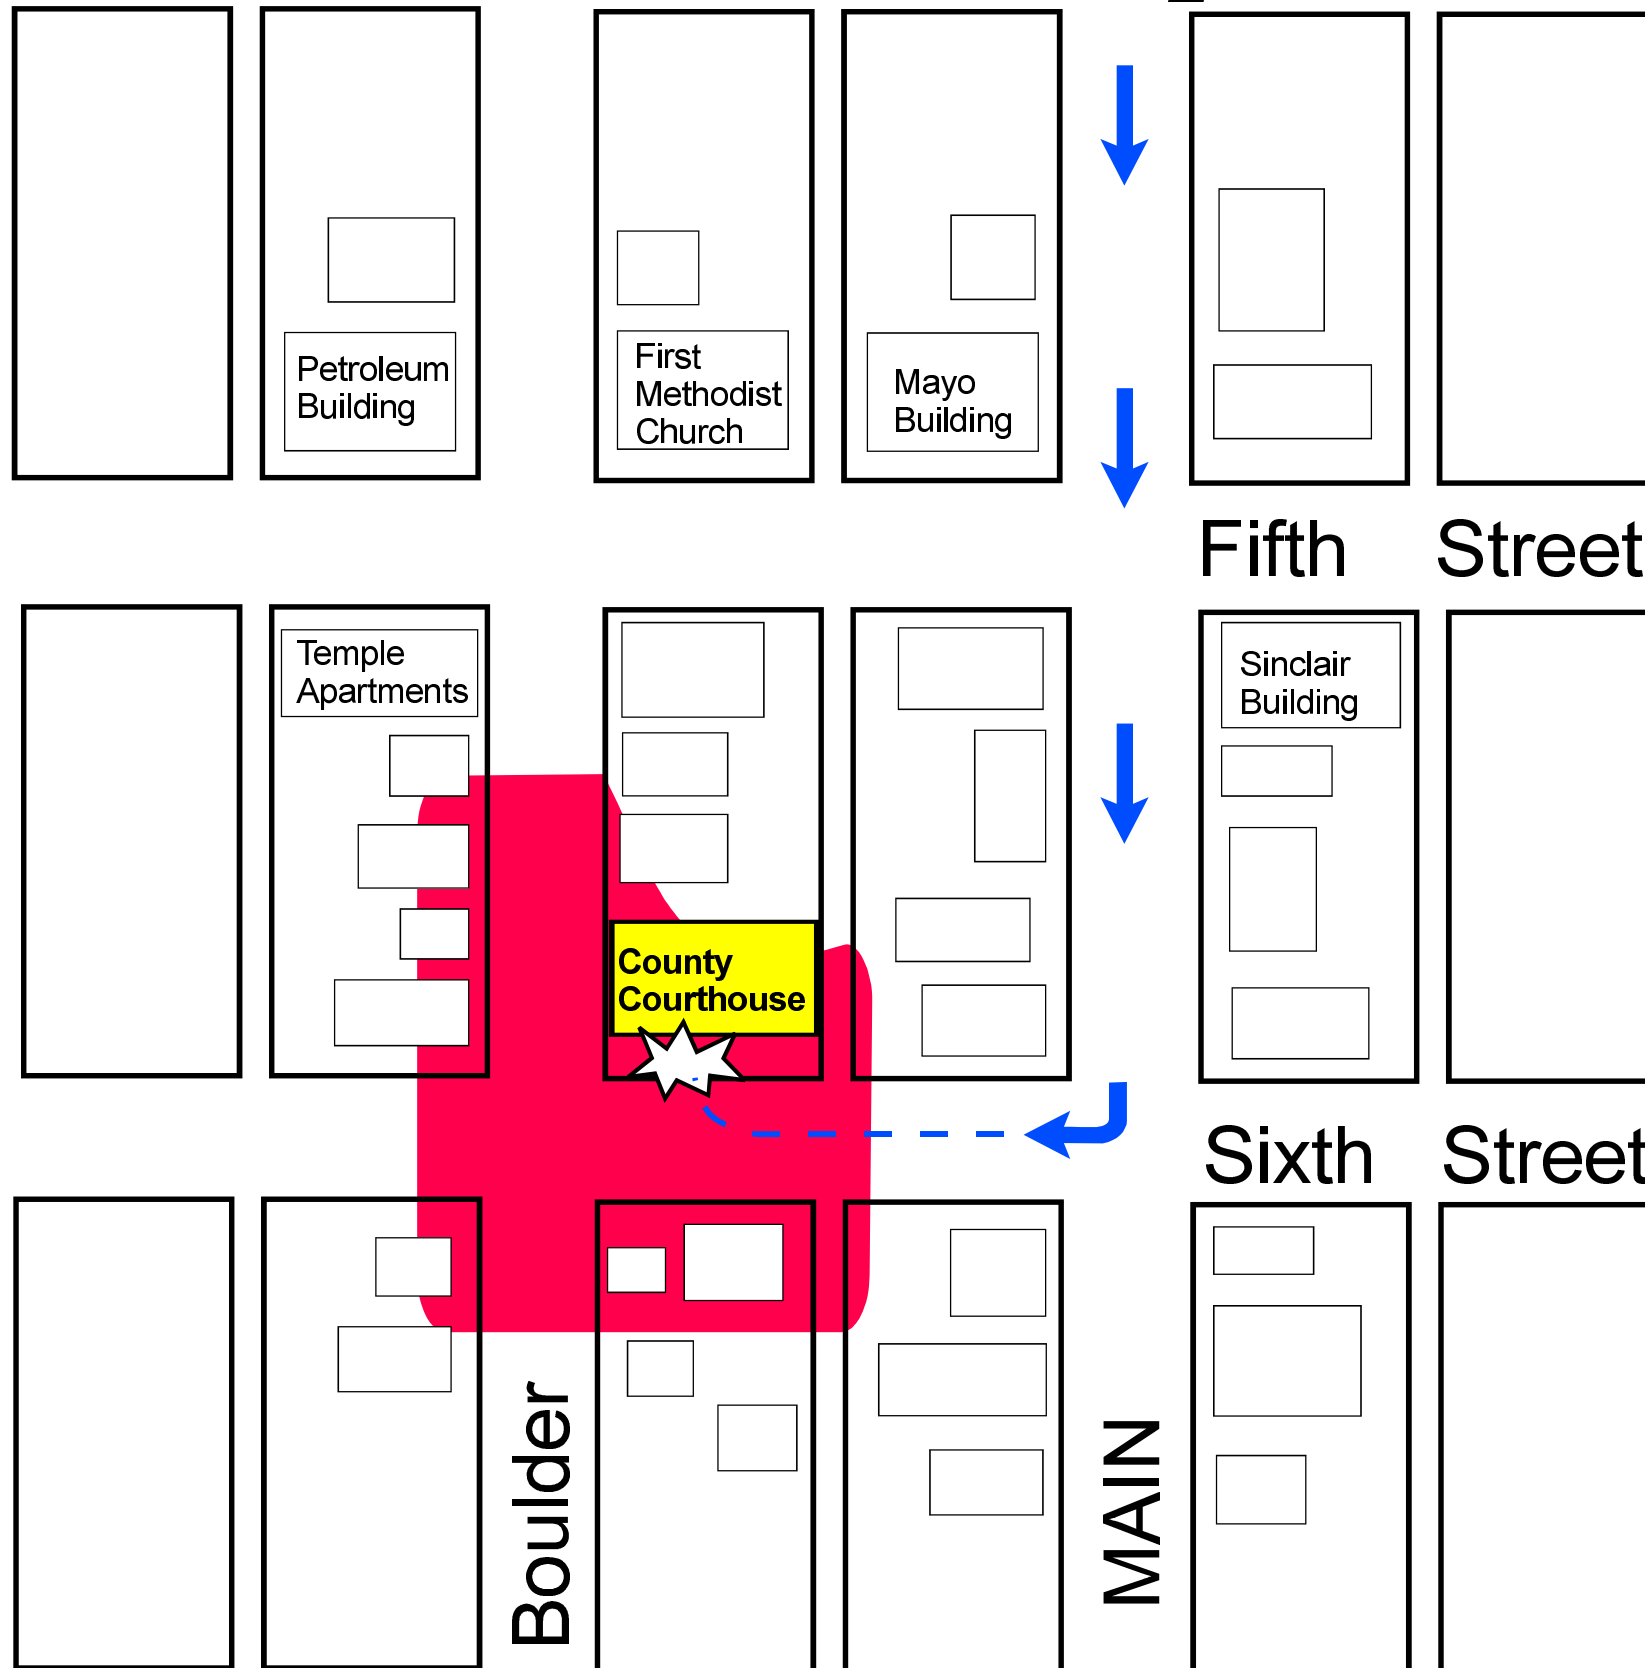 Petroleum
Building
First
Methodist
Church
Mayo
Building
Fifth Street
Temple
Apartments
Sinclair
Building
County
Courthouse
Sixth Street
Boulder
MAIN